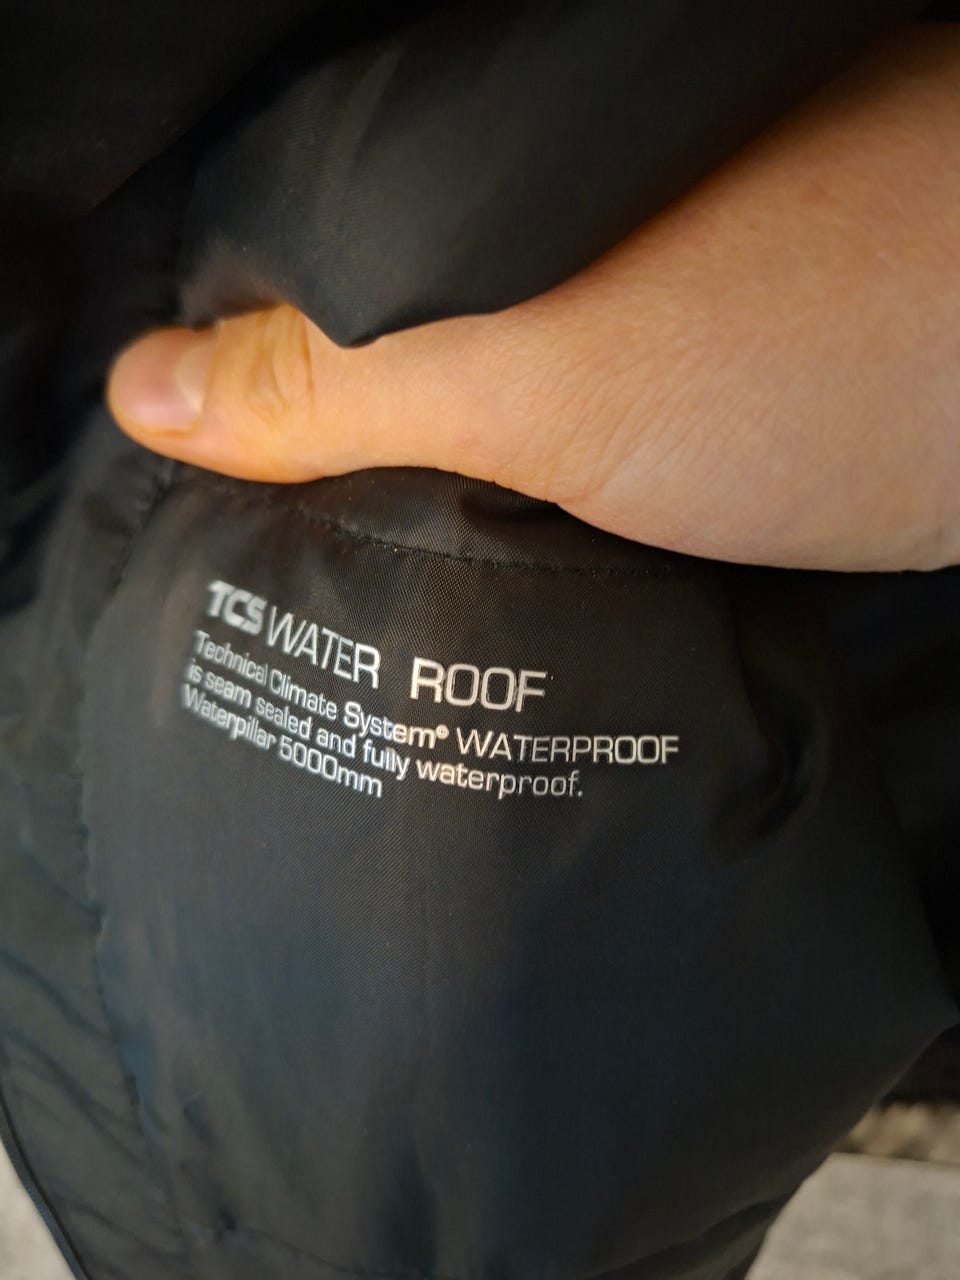 TCS WATER ROOF
Technical Climate System® WATERPROOF
is seam sealed and fully waterproof.
Waterpillar 5000mm